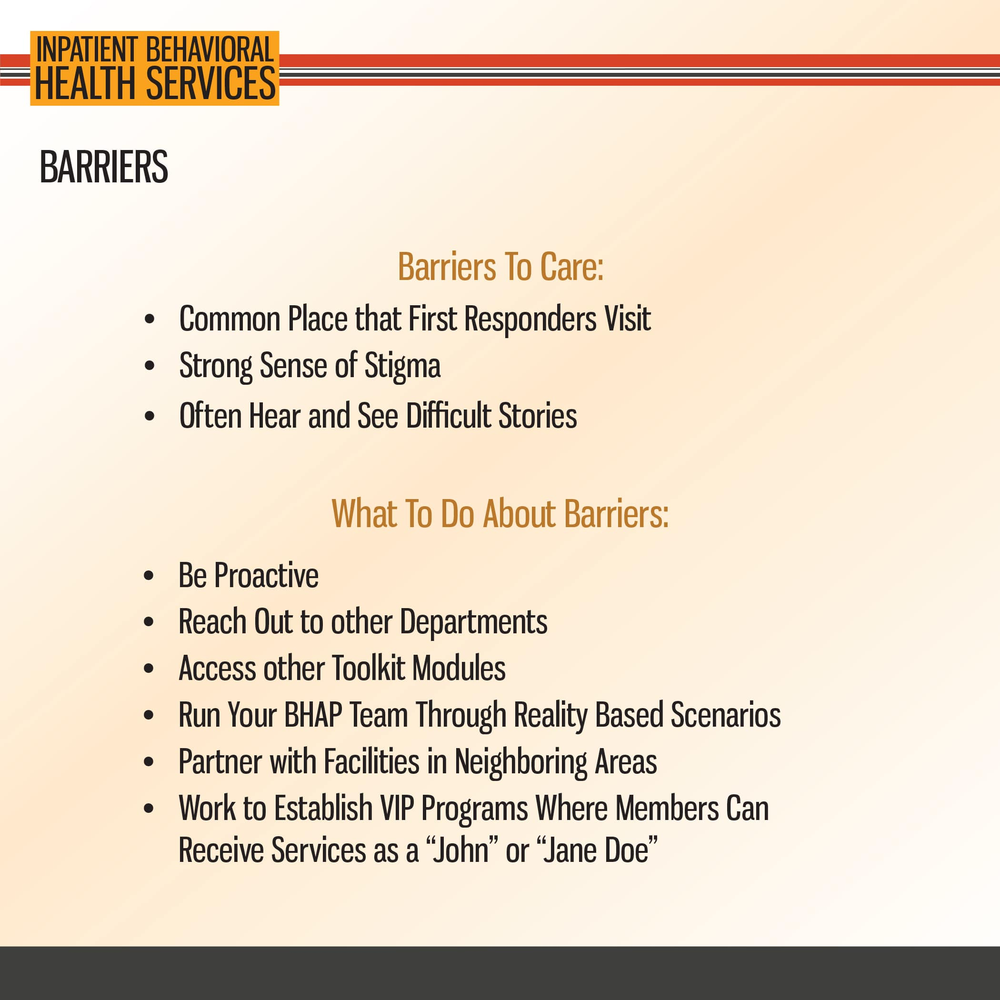 INPATIENT BEHAVIORAL
HEALTH SERVICES
BARRIERS
Barriers To Care:
• Common Place that First Responders Visit
• Strong Sense of Stigma
• Often Hear and See Difficult Stories
What To Do About Barriers:
• Be Proactive
• Reach Out to other Departments
• Access other Toolkit Modules
• Run Your BHAP Team Through Reality Based Scenarios
• Partner with Facilities in Neighboring Areas
• Work to Establish VIP Programs Where Members Can
Receive Services as a “John” or “Jane Doe”